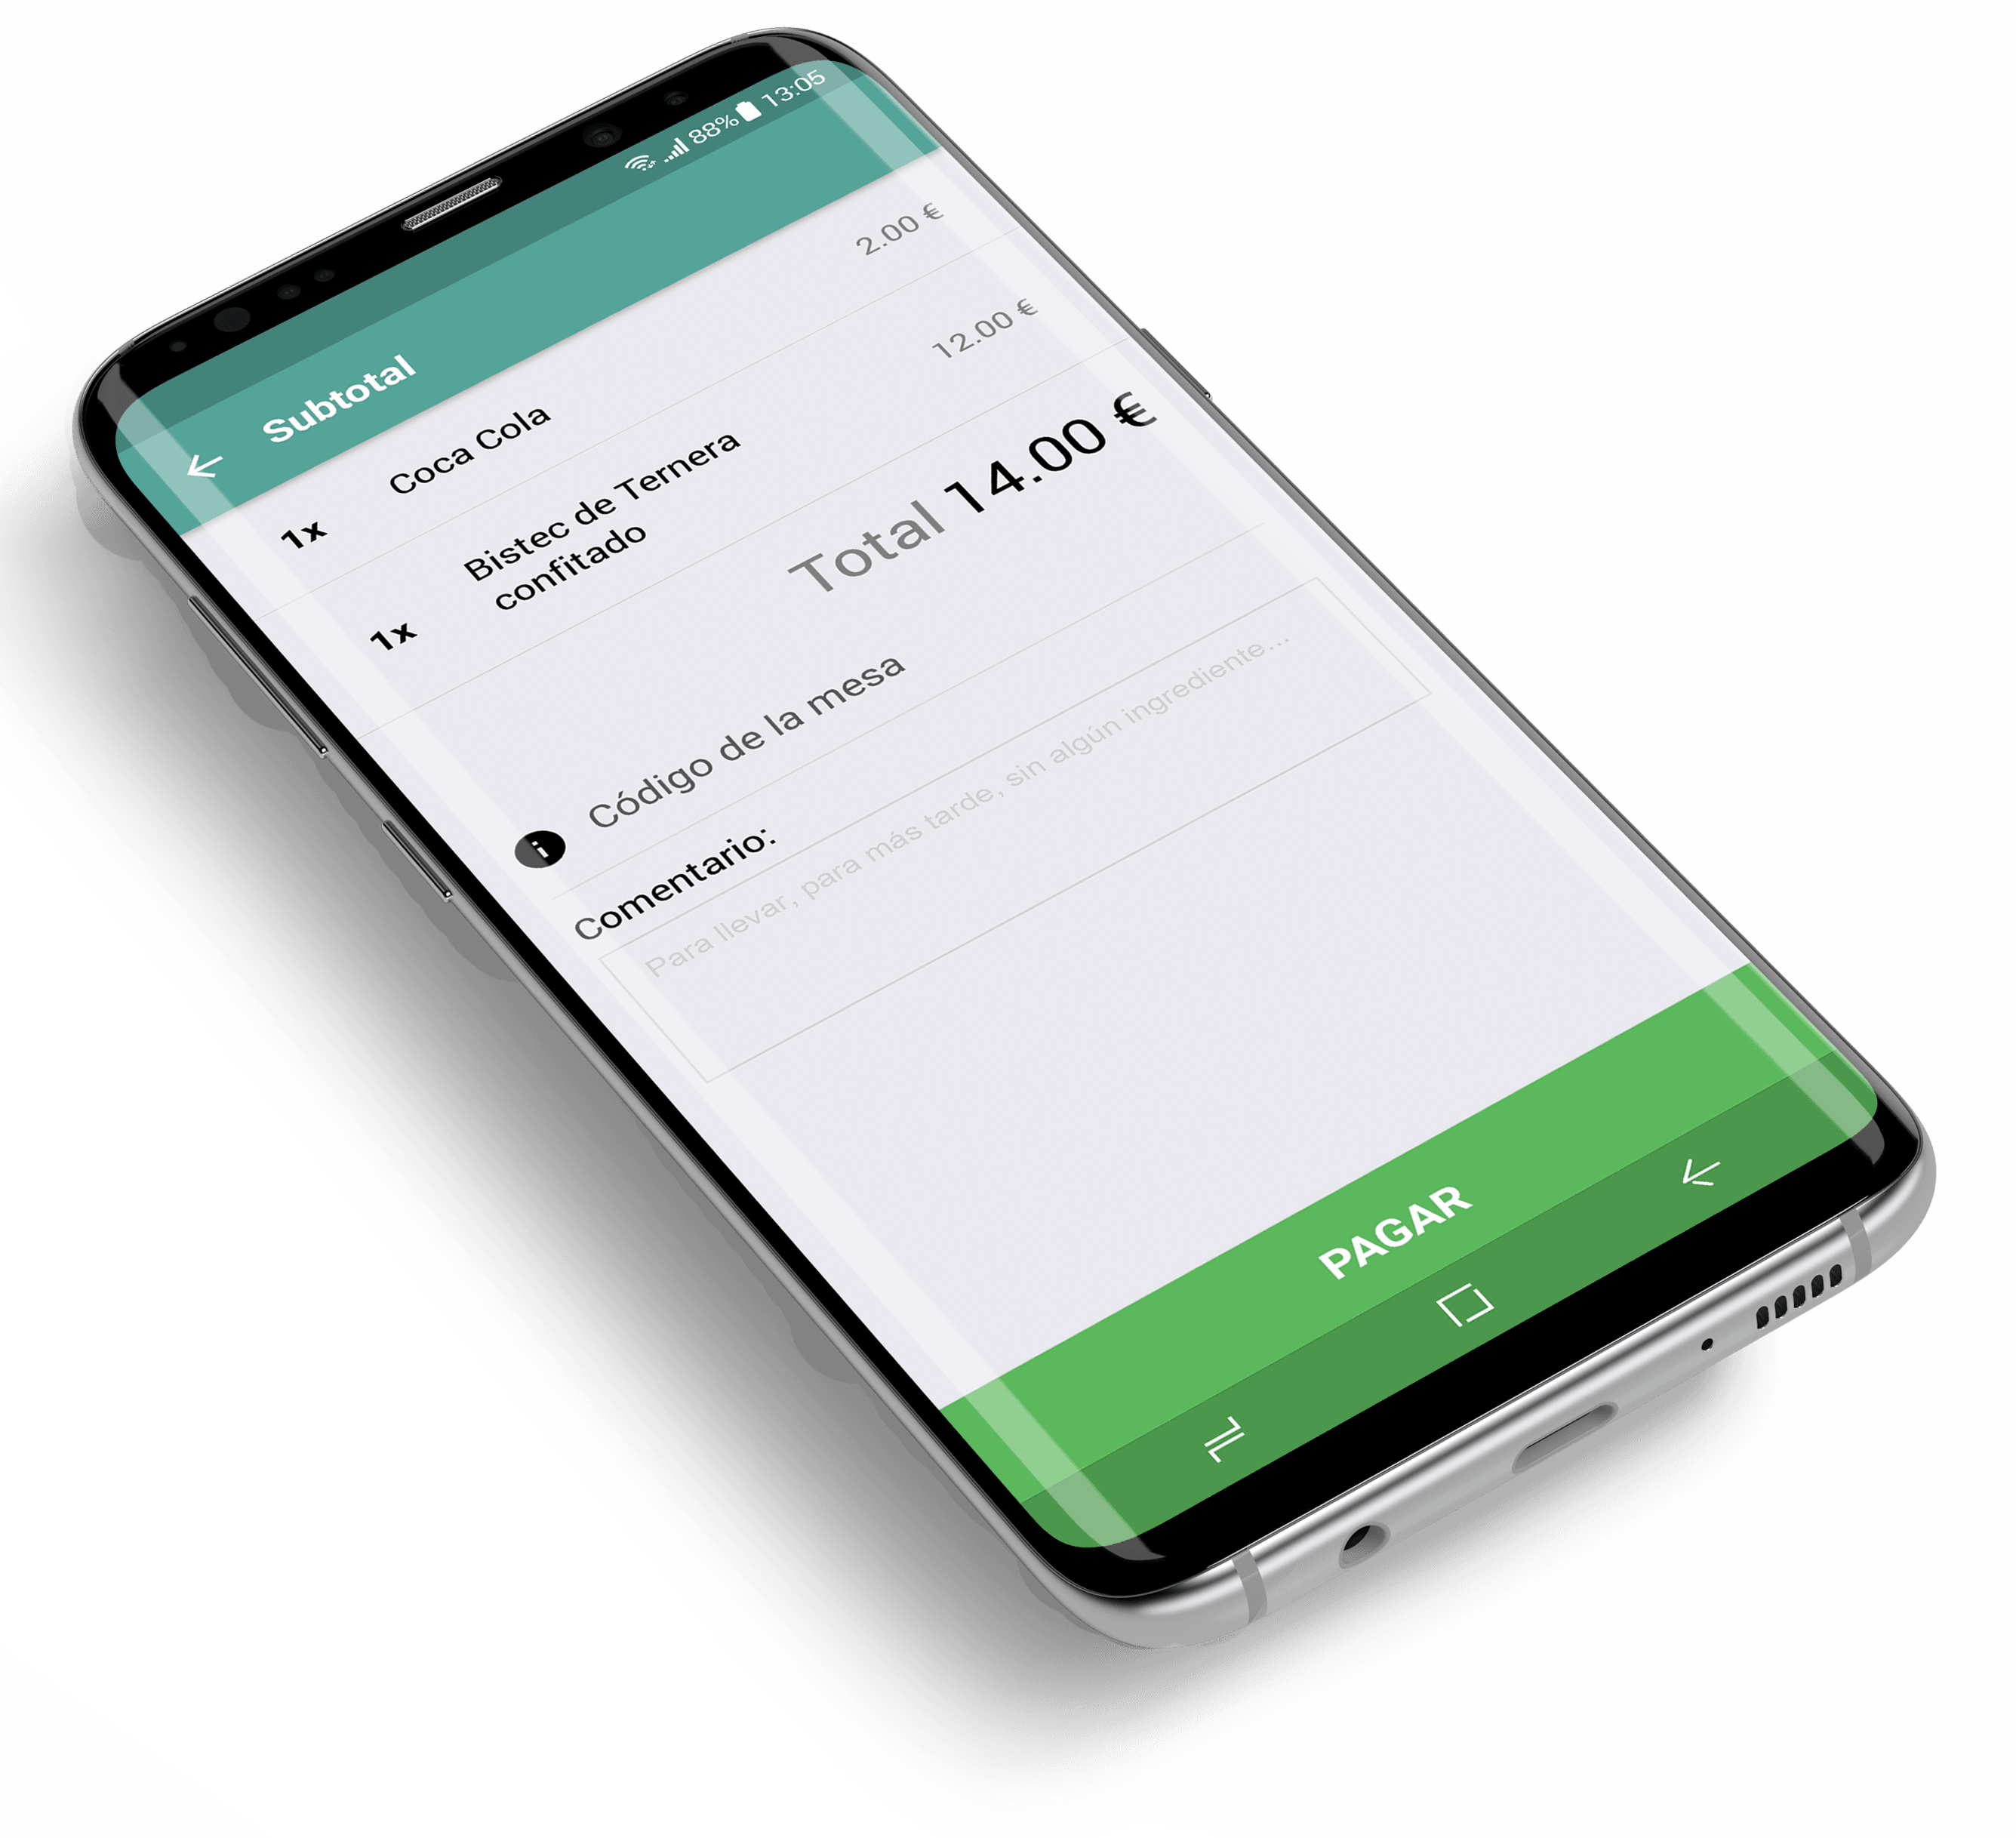 88% 13:05
Subtotal
1x Coca Cola 2.00 €
1x Bistec de Ternera 12.00 €
confitado
Total 14.00 €
Código de la mesa
Comentario:
Para llevar, para más tarde, sin algún ingrediente...
PAGAR